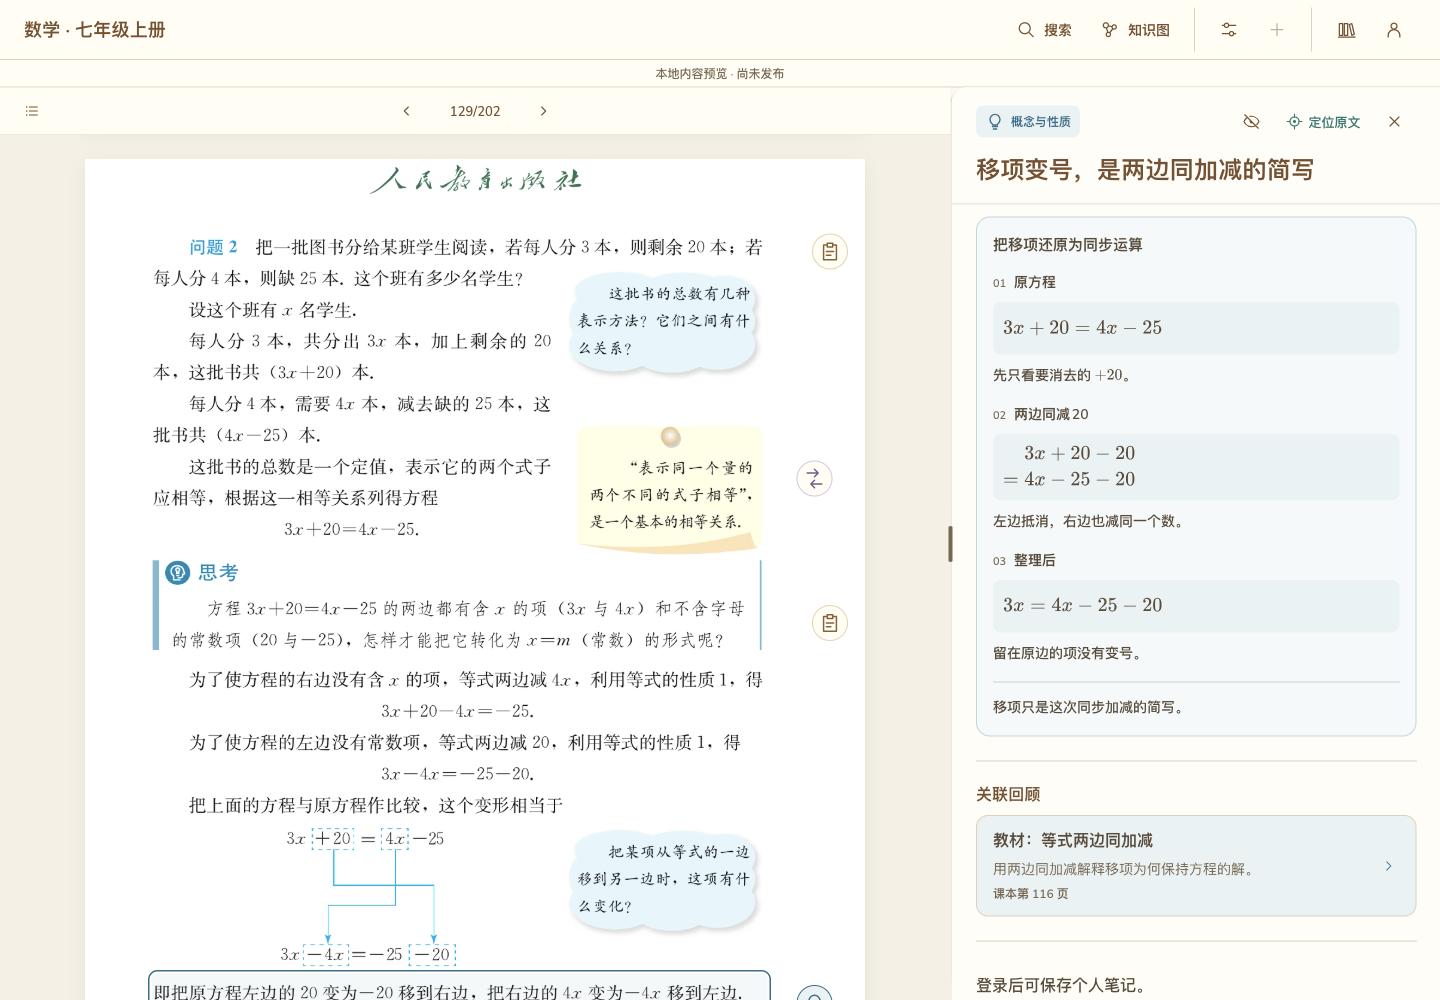 数学 · 七年级上册
搜索
知识图
本地内容预览 · 尚未发布
129/202
人民教育出版社
问题 2 把一批图书分给某班学生阅读，若每人分 3 本，则剩余 20 本；若
每人分 4 本，则缺 25 本．这个班有多少名学生？
设这个班有 x 名学生．
每人分 3 本，共分出 3x 本，加上剩余的 20
本，这批书共（3x+20）本．
每人分 4 本，需要 4x 本，减去缺的 25 本，这
批书共（4x−25）本．
这批书的总数是一个定值，表示它的两个式子
应相等，根据这一相等关系列得方程
3x+20=4x−25.
这批书的总数有几种
表示方法？它们之间有什
么关系？
“表示同一个量的
两个不同的式子相等”，
是一个基本的相等关系．
思考
方程 3x+20=4x−25 的两边都有含 x 的项（3x 与 4x）和不含字母
的常数项（20 与−25），怎样才能把它转化为 x=m（常数）的形式呢？
为了使方程的右边没有含 x 的项，等式两边减 4x，利用等式的性质 1，得
3x+20−4x=−25.
为了使方程的左边没有常数项，等式两边减 20，利用等式的性质 1，得
3x−4x=−25−20.
把上面的方程与原方程作比较，这个变形相当于
3x +20 = 4x −25
3x −4x =−25 −20
把某项从等式的一边
移到另一边时，这项有什
么变化？
即把原方程左边的 20 变为−20 移到右边，把右边的 4x 变为−4x 移到左边．
概念与性质
定位原文
移项变号，是两边同加减的简写
把移项还原为同步运算
01 原方程
3x + 20 = 4x − 25
先只看要消去的 +20。
02 两边同减20
3x + 20 − 20
= 4x − 25 − 20
左边抵消，右边也减同一个数。
03 整理后
3x = 4x − 25 − 20
留在原边的项没有变号。
移项只是这次同步加减的简写。
关联回顾
教材：等式两边同加减
用两边同加减解释移项为何保持方程的解。
课本第 116 页
登录后可保存个人笔记。